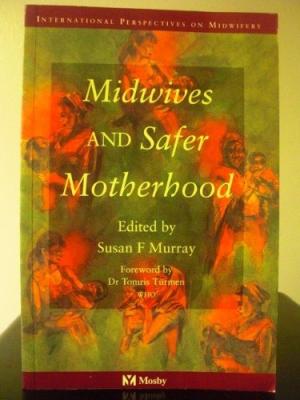 INTERNATIONAL PERSPECTIVES ON MIDWIFERY
Midwives
AND Safer
Motherhood
Edited by
Susan F Murray
Foreword by
Dr Tomris Türmen
WHO
M Mosby